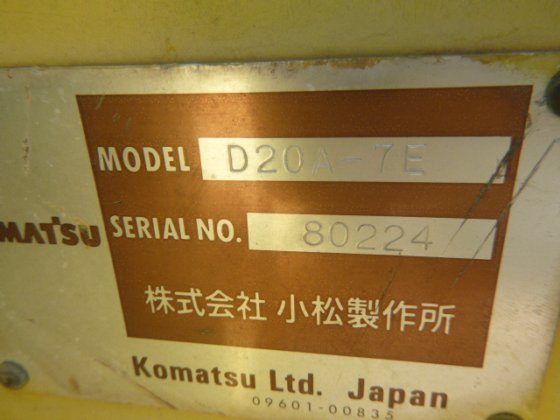 MODEL D20A-7E
MATSU
SERIAL NO. 80224
株式会社 小松製作所
Komatsu Ltd. Japan
09601-00835